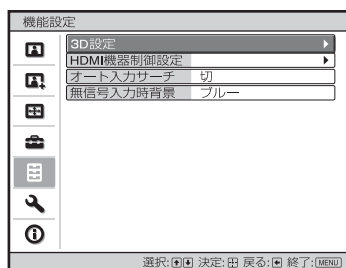 機能設定
3D設定
HDMI機器制御設定
オート入力サーチ 切
無信号入力時背景 ブルー
選択: 決定: 戻る: 終了:MENU